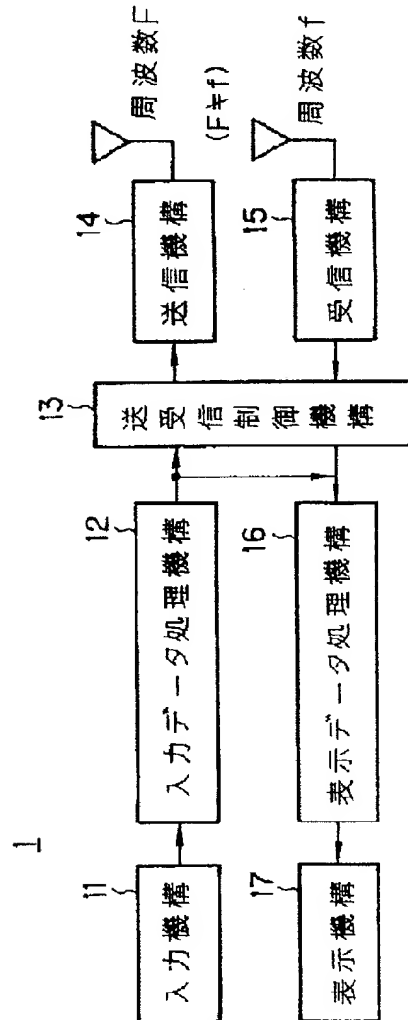 1
11
入力機構
12
入力データ処理機構
13
送受信制御機構
14
送信機構
周波数F
(F≒f)
15
受信機構
周波数f
16
表示データ処理機構
17
表示機構